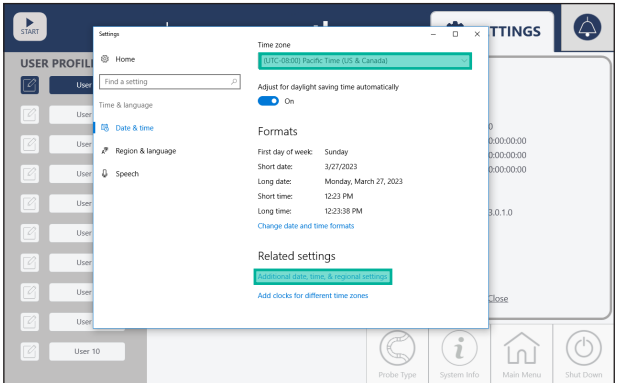 START
TTINGS
Settings
USER PROFIL
Home
Find a setting
Time & language
Date & time
Region & language
Speech
Time zone
(UTC-08:00) Pacific Time (US & Canada)
Adjust for daylight saving time automatically
On
Formats
First day of week: Sunday
Short date: 3/27/2023
Long date: Monday, March 27, 2023
Short time: 12:23 PM
Long time: 12:23:38 PM
Change date and time formats
Related settings
Additional date, time, & regional settings
Add clocks for different time zones
User
User
User
User
User
User
User
User
User
User 10
0
0:00:00:00
0:00:00:00
0:00:00:00
3.0.1.0
Close
Probe Type
System Info
Main Menu
Shut Down